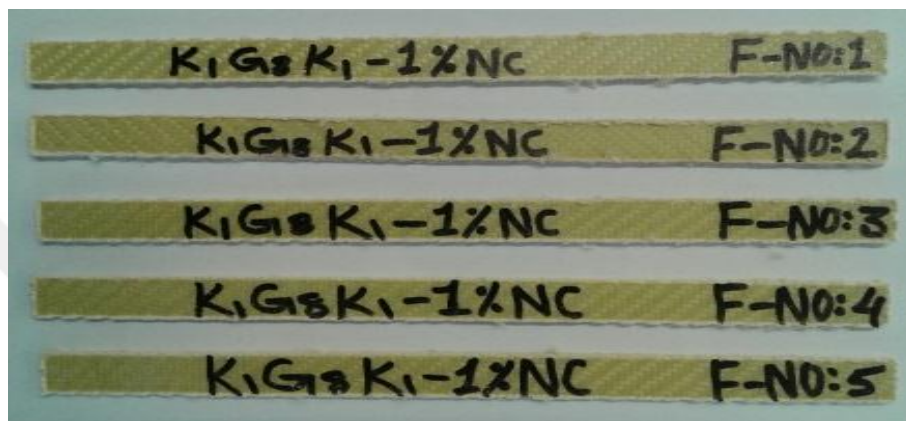 K1G8K1-1%NC F-NO:1
K1G8K1-1%NC F-NO:2
K1G8K1-1%NC F-NO:3
K1G8K1-1%NC F-NO:4
K1G8K1-1%NC F-NO:5